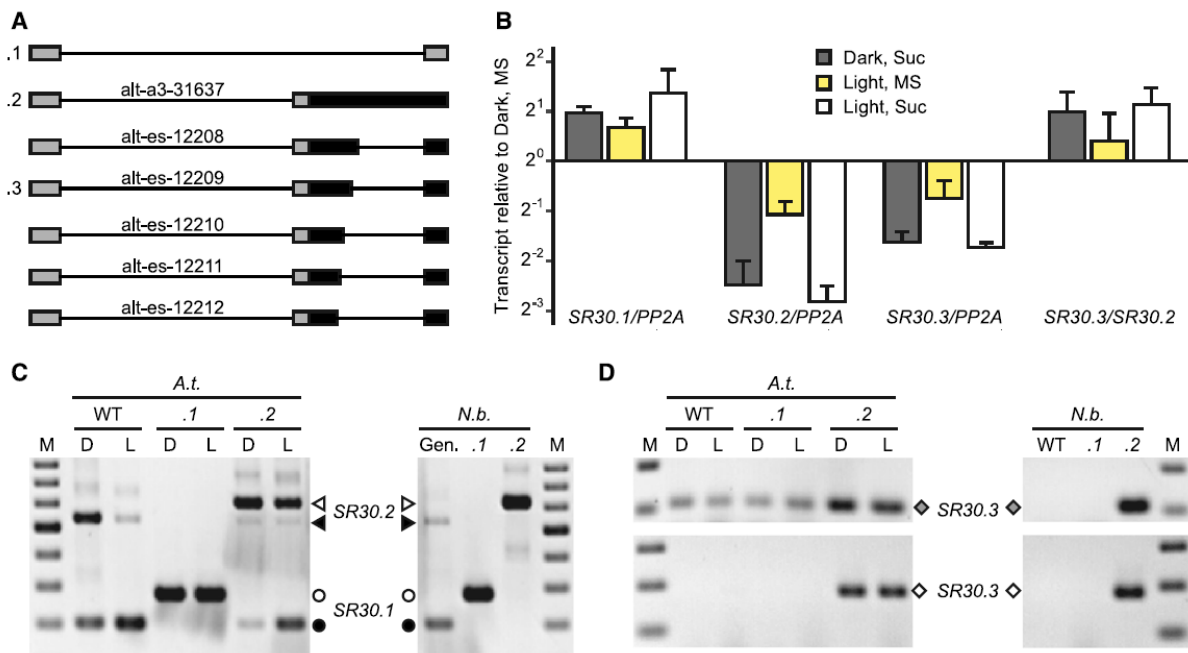 A
.1
alt-a3-31637
.2
alt-es-12208
alt-es-12209
.3
alt-es-12210
alt-es-12211
alt-es-12212
B
Transcript relative to Dark, MS
2^2
2^1
2^0
2^-1
2^-2
2^-3
Dark, Suc
Light, MS
Light, Suc
SR30.1/PP2A SR30.2/PP2A SR30.3/PP2A SR30.3/SR30.2
C
A.t.
WT .1 .2 N.b.
M D L D L D L Gen. .1 .2 M
SR30.2
SR30.1
D
A.t.
WT .1 .2 N.b.
M D L D L D L WT .1 .2 M
SR30.3
SR30.3